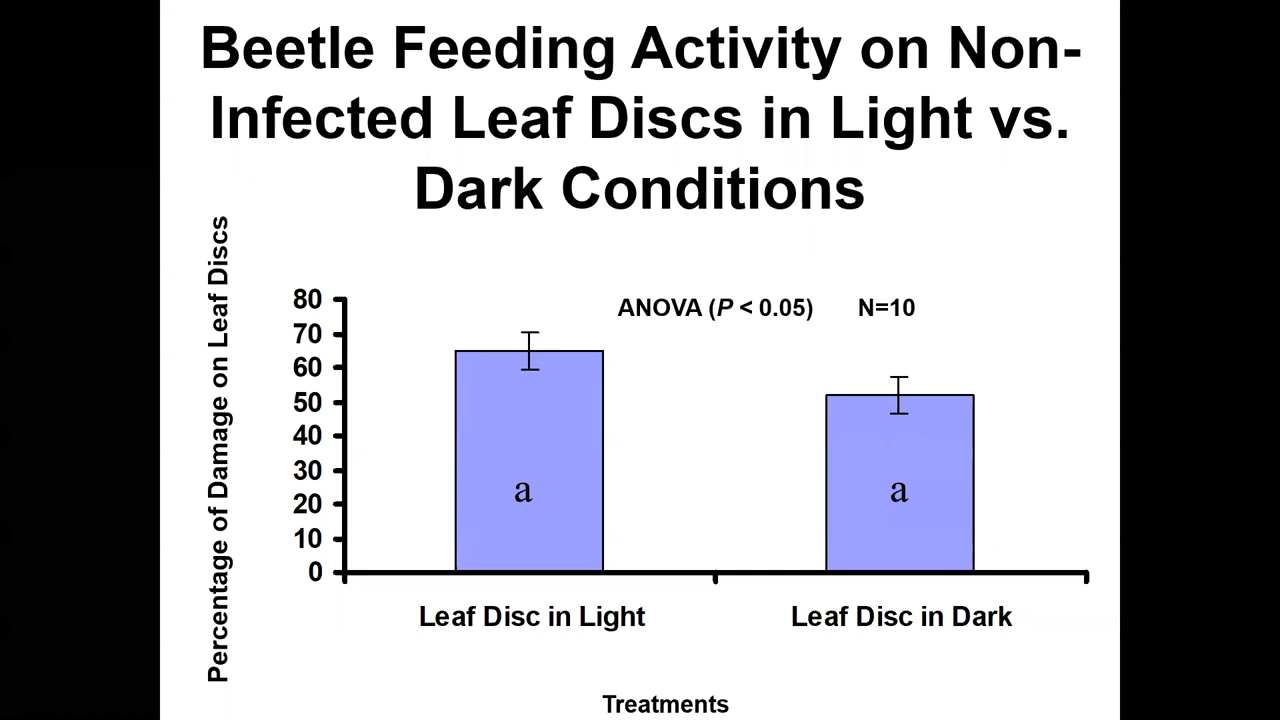 Beetle Feeding Activity on Non-
Infected Leaf Discs in Light vs.
Dark Conditions
Percentage of Damage on Leaf Discs
80
70
60
50
40
30
20
10
0
ANOVA (P < 0.05) N=10
a
a
Leaf Disc in Light
Leaf Disc in Dark
Treatments